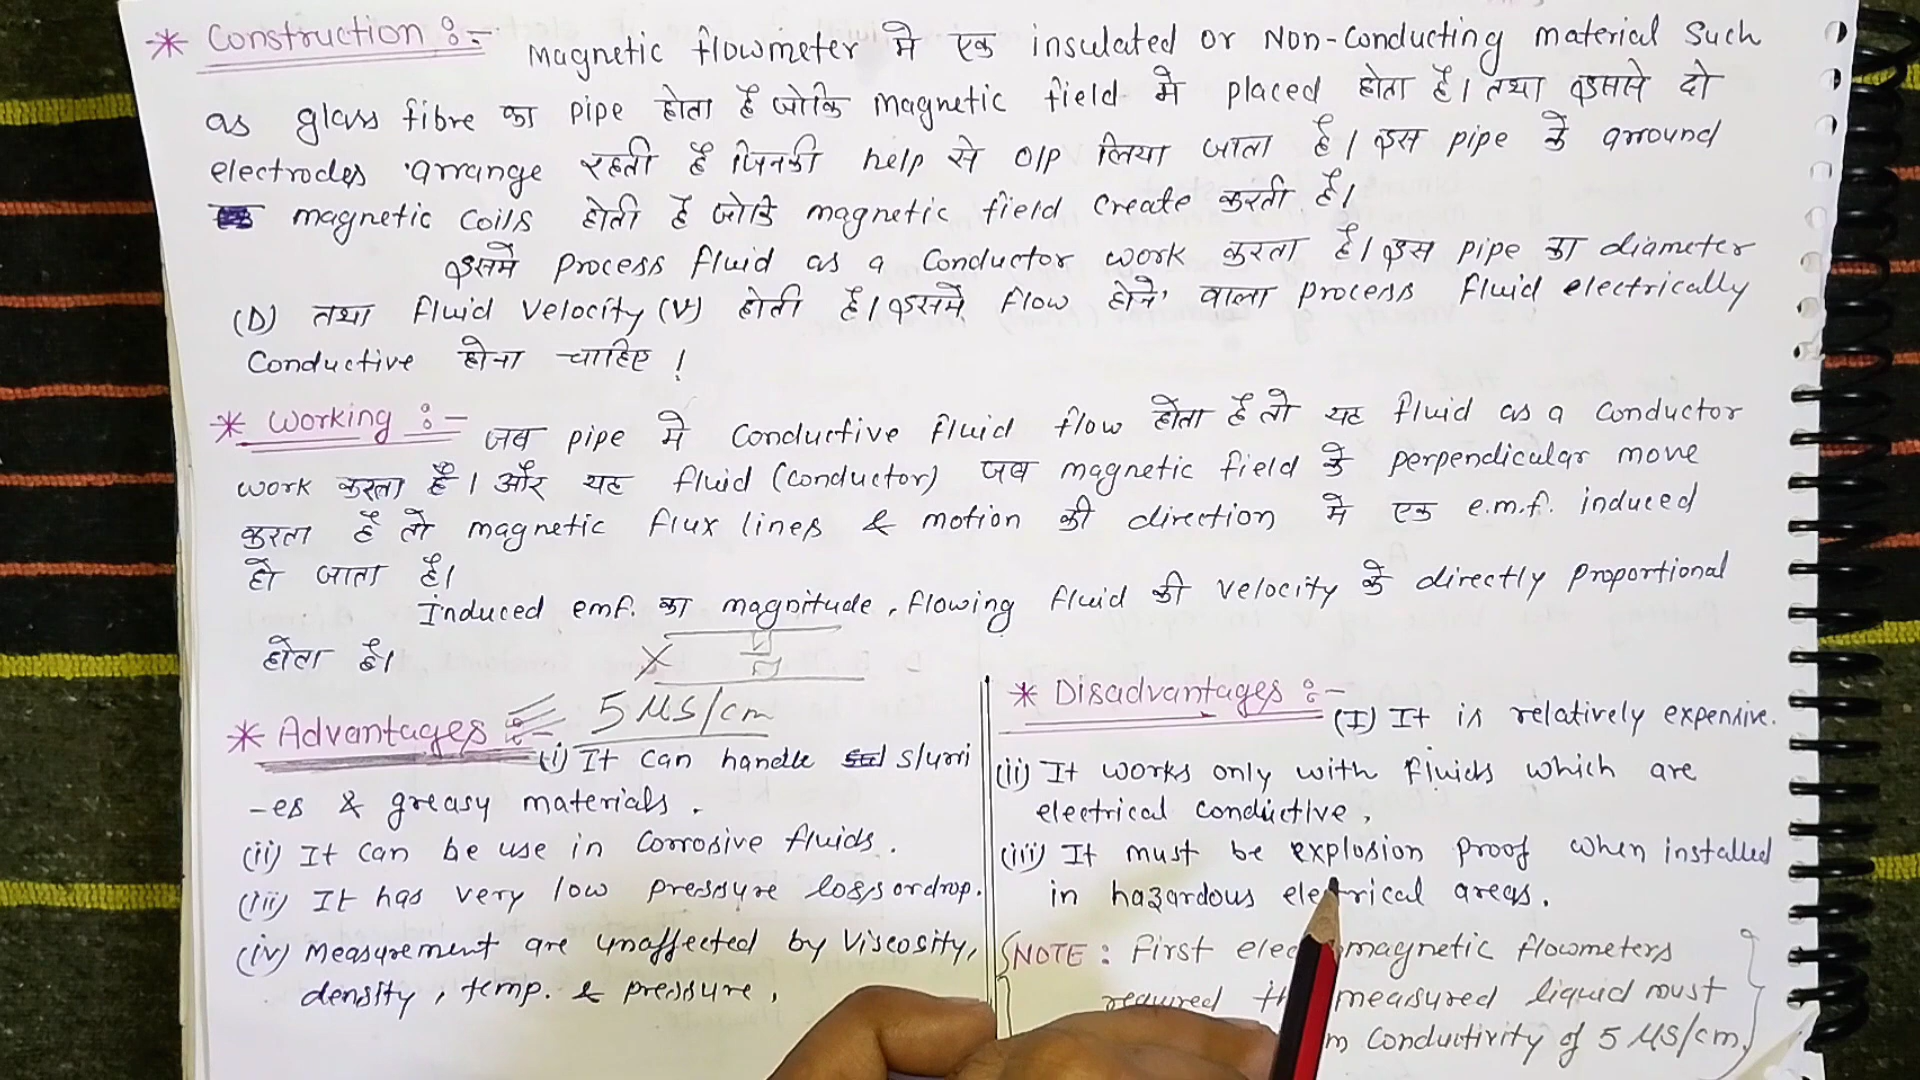 * Construction :- Magnetic flowmeter मे एक insulated or Non-Conducting material Such
as glass fibre का pipe होता है जोकि magnetic field मे placed होता है। तथा इससे दो
electrodes arrange रहती है जिनकी help से O/P लिया जाता है। इस pipe के arround
magnetic coils होती है जोकि magnetic field create करती है।
इसमे process fluid as a conductor work करता है। इस pipe का diameter
(D) तथा fluid velocity (V) होती है। इसमे flow होने वाला process fluid electrically
Conductive होना चाहिए !
* Working :- जब pipe मे Conductive fluid flow होता है तो यह fluid as a conductor
work करता है। और यह fluid (conductor) जब magnetic field के perpendicular move
करता है तो magnetic flux lines & motion की direction मे एक e.m.f. induced
हो जाता है।
Induced emf. का magnitude, flowing fluid की velocity के directly proportional
होता है।
5 μS/cm
* Advantages :- (i) It can handle slurri
-es & greasy materials.
(ii) It can be use in corrosive fluids.
(iii) It has very low pressure loss or drop.
(iv) Measurement are unaffected by viscosity,
density, temp. & pressure,
* Disadvantages :- (I) It is relatively expensive.
(ii) It works only with fluids which are
electrical conductive,
(iii) It must be explosion proof when installed
in hazardous electrical areas.
NOTE : First magnetic flowmeters
required measured liquid must
Conductivity of 5 μS/cm.